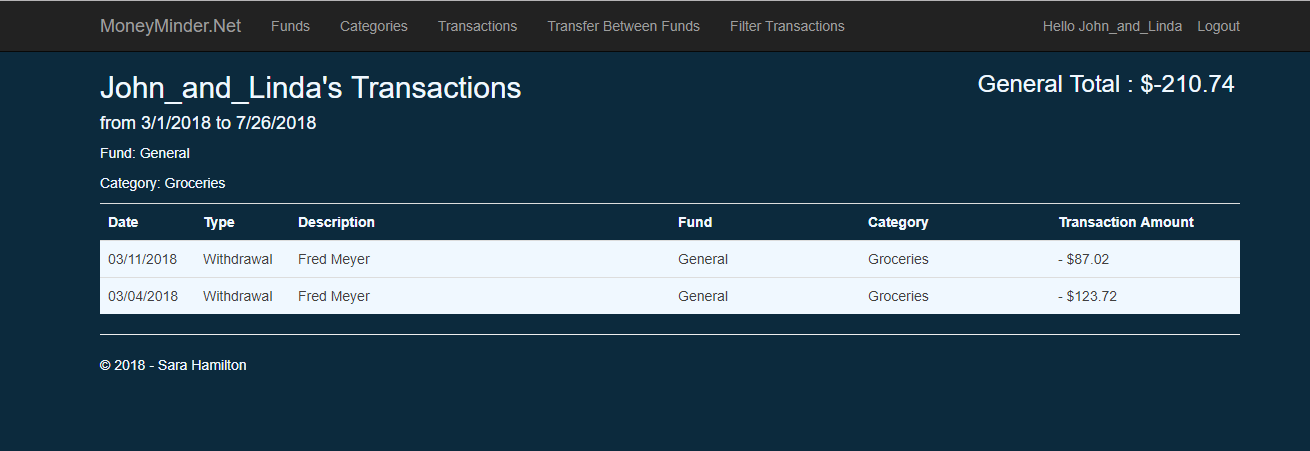 MoneyMinder.Net Funds Categories Transactions Transfer Between Funds Filter Transactions Hello John_and_Linda Logout
John_and_Linda's Transactions General Total : $-210.74
from 3/1/2018 to 7/26/2018
Fund: General
Category: Groceries
Date Type Description Fund Category Transaction Amount
03/11/2018 Withdrawal Fred Meyer General Groceries - $87.02
03/04/2018 Withdrawal Fred Meyer General Groceries - $123.72
© 2018 - Sara Hamilton